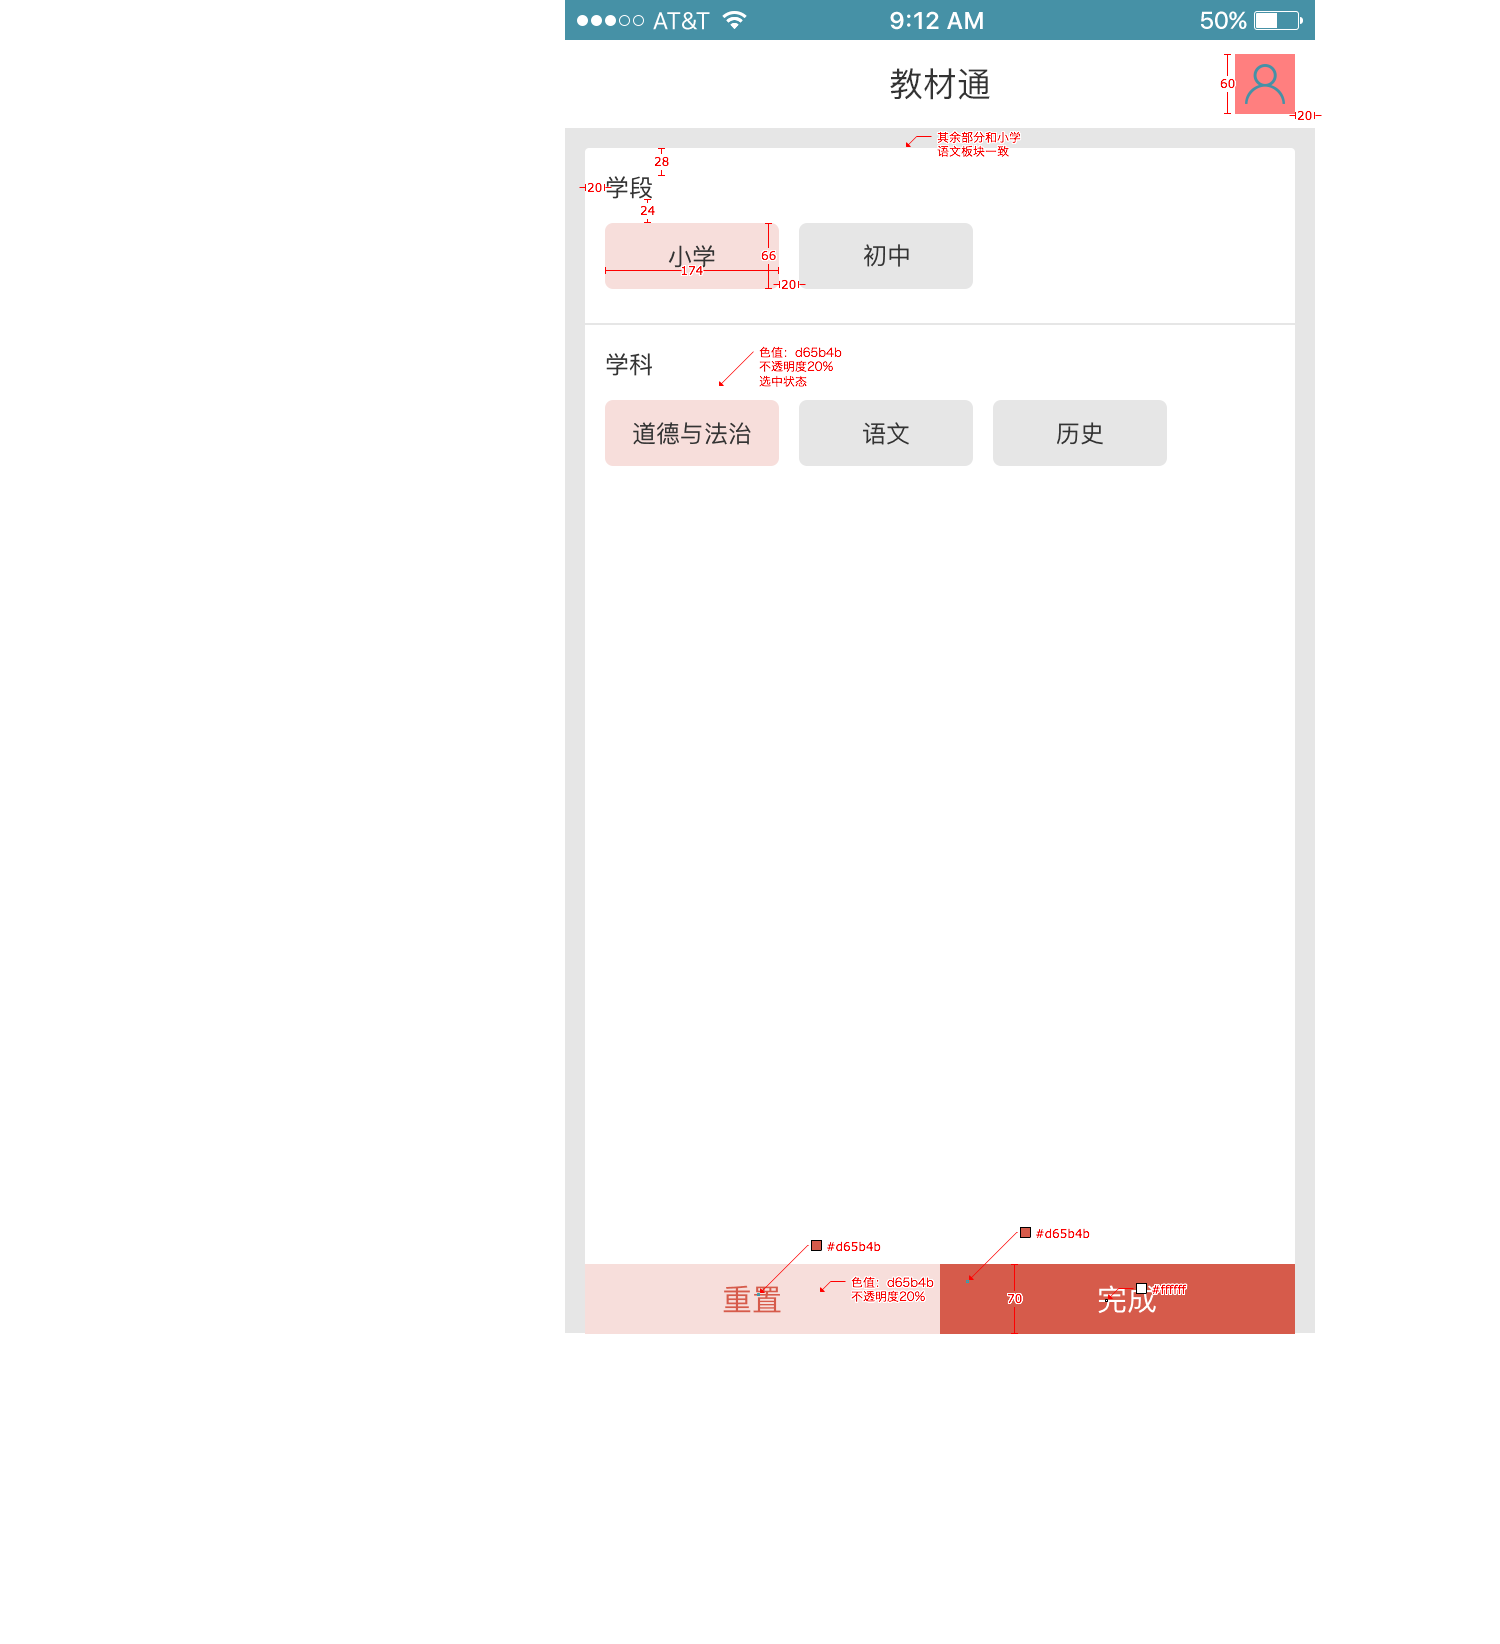 AT&T 9:12 AM 50%
教材通
60
20
其余部分和小学
语文板块一致
28
20 学段
24
小学 初中
66
174
20
学科
色值：d65b4b
不透明度20%
选中状态
道德与法治 语文 历史
#d65b4b
#d65b4b
重置
色值：d65b4b
不透明度20%
70
完成
#ffffff